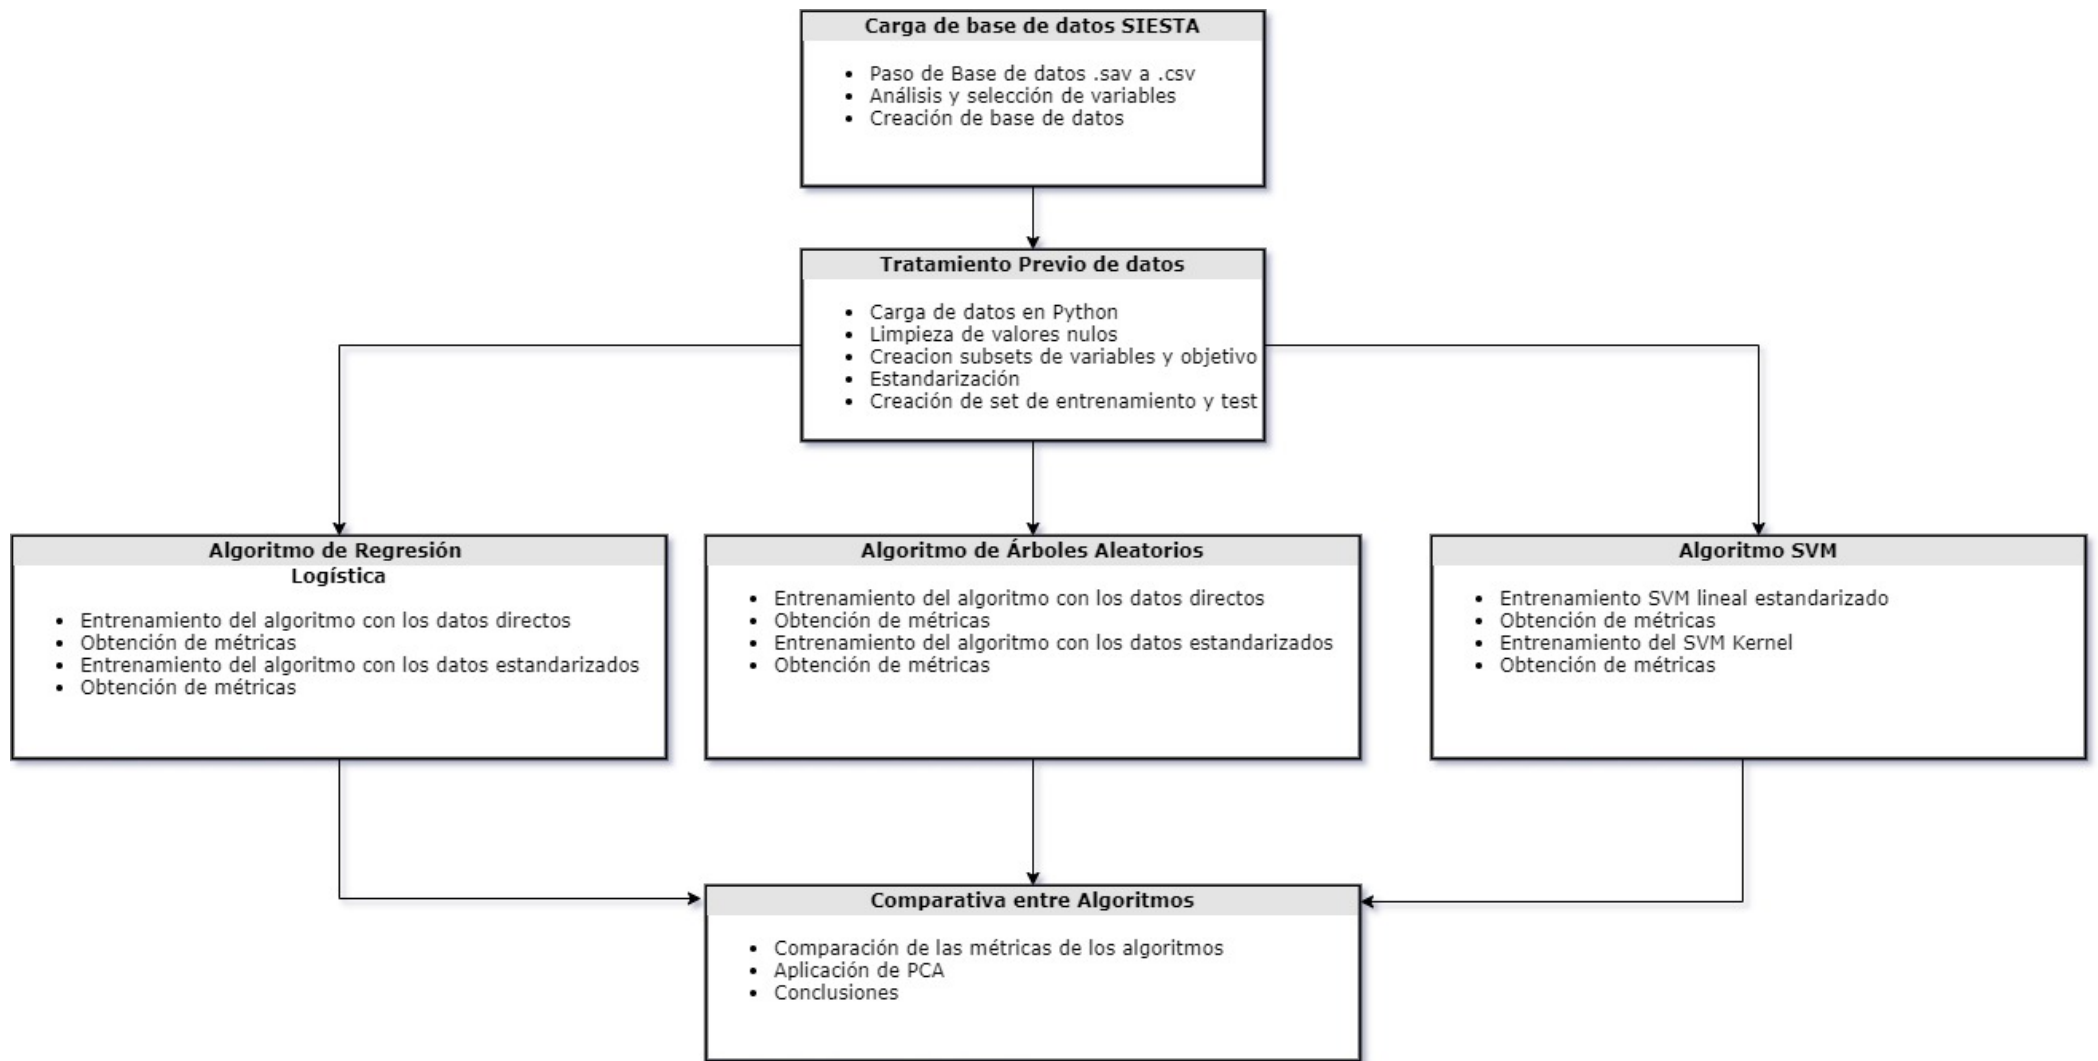 Carga de base de datos SIESTA
• Paso de Base de datos .sav a .csv
• Análisis y selección de variables
• Creación de base de datos
Tratamiento Previo de datos
• Carga de datos en Python
• Limpieza de valores nulos
• Creacion subsets de variables y objetivo
• Estandarización
• Creación de set de entrenamiento y test
Algoritmo de Regresión
Logística
• Entrenamiento del algoritmo con los datos directos
• Obtención de métricas
• Entrenamiento del algoritmo con los datos estandarizados
• Obtención de métricas
Algoritmo de Árboles Aleatorios
• Entrenamiento del algoritmo con los datos directos
• Obtención de métricas
• Entrenamiento del algoritmo con los datos estandarizados
• Obtención de métricas
Algoritmo SVM
• Entrenamiento SVM lineal estandarizado
• Obtención de métricas
• Entrenamiento del SVM Kernel
• Obtención de métricas
Comparativa entre Algoritmos
• Comparación de las métricas de los algoritmos
• Aplicación de PCA
• Conclusiones